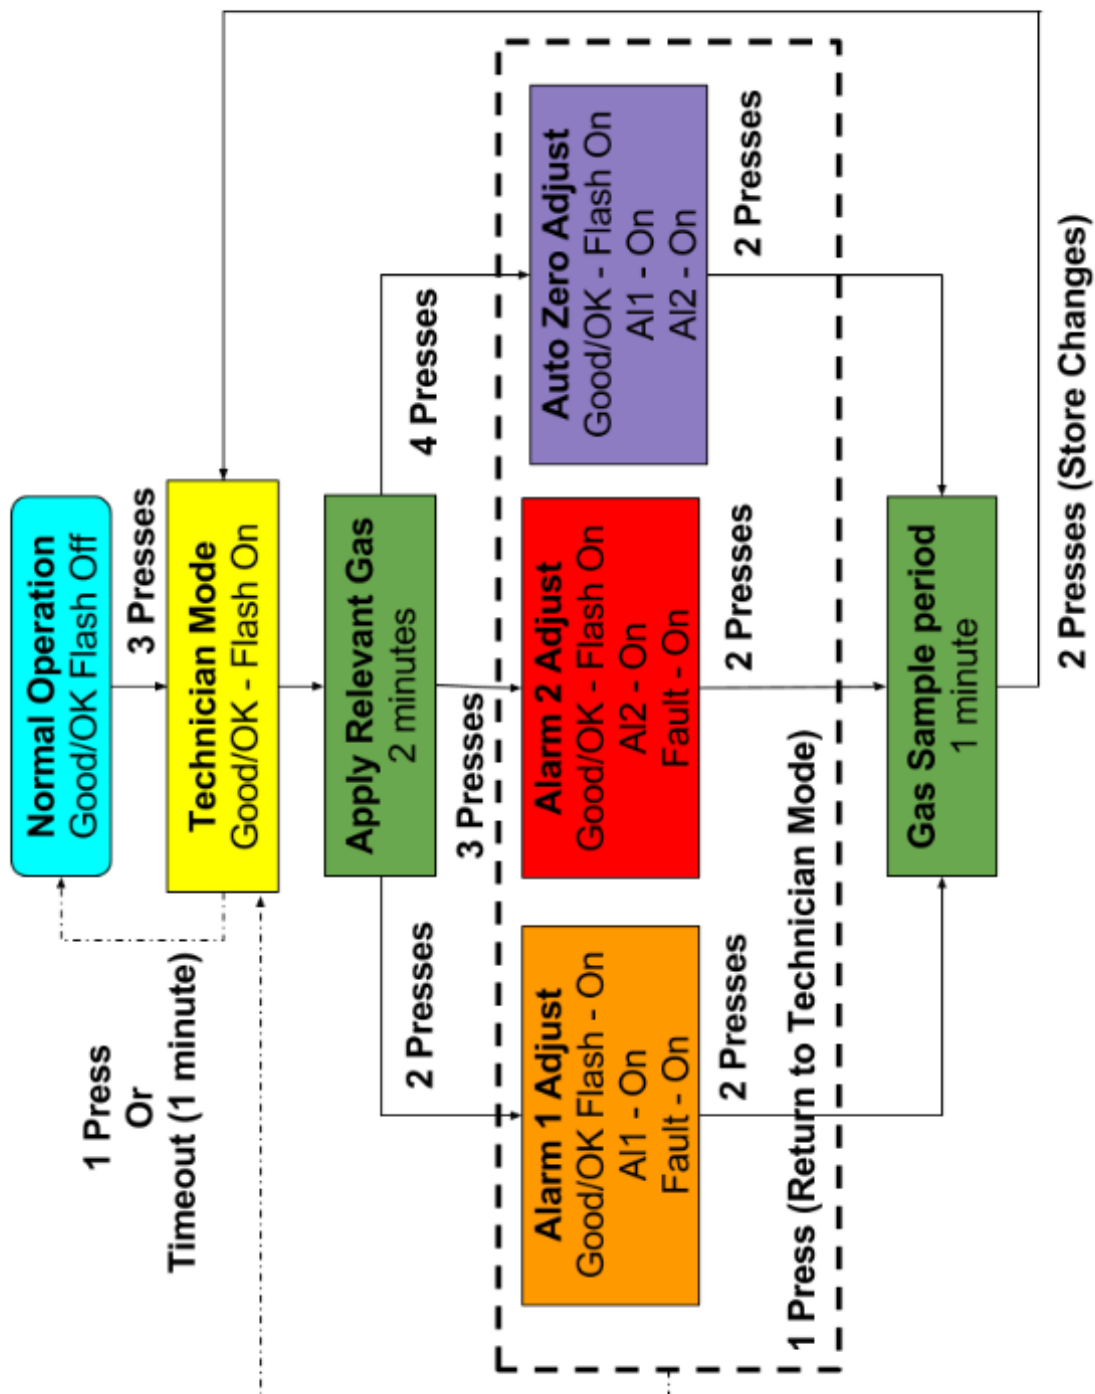 Normal Operation
Good/OK Flash Off
3 Presses
1 Press
Or
Timeout (1 minute)
Technician Mode
Good/OK - Flash On
Apply Relevant Gas
2 minutes
2 Presses
3 Presses
4 Presses
Alarm 1 Adjust
Good/OK Flash - On
Al1 - On
Fault - On
Alarm 2 Adjust
Good/OK - Flash On
Al2 - On
Fault - On
Auto Zero Adjust
Good/OK - Flash On
Al1 - On
Al2 - On
2 Presses
2 Presses
2 Presses
1 Press (Return to Technician Mode)
Gas Sample period
1 minute
2 Presses (Store Changes)